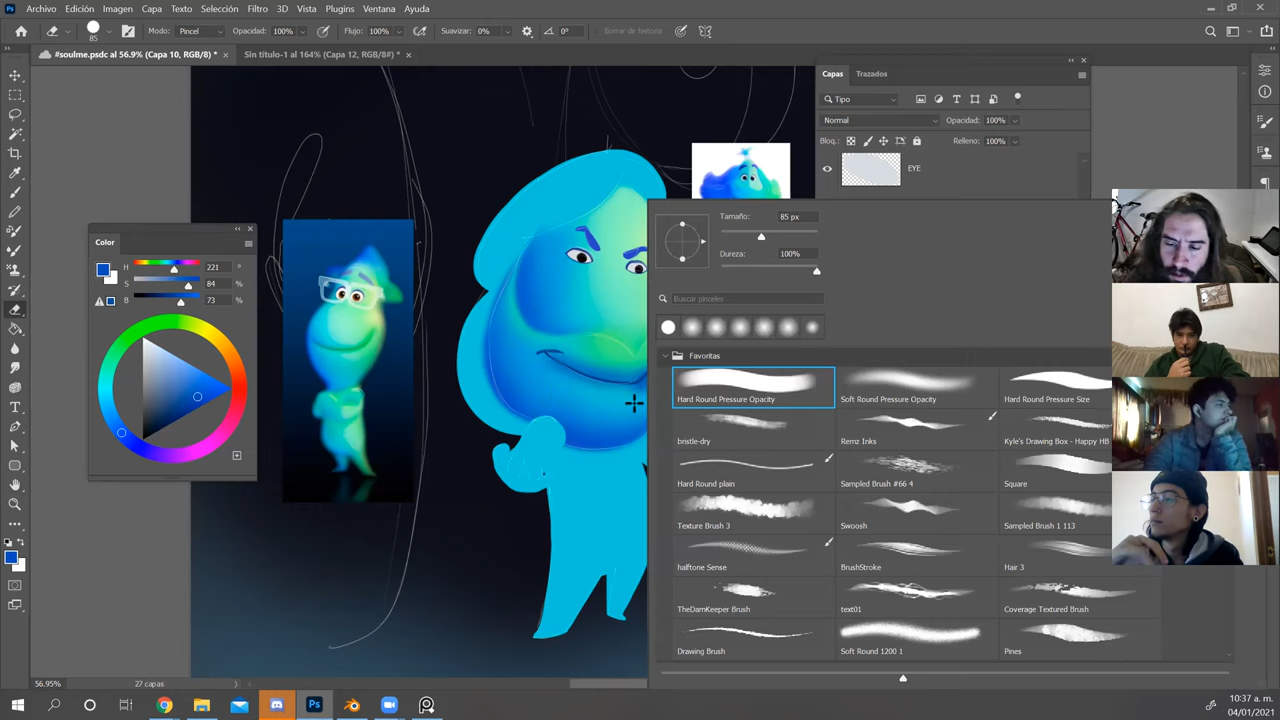 Ps Archivo Edición Imagen Capa Texto Selección Filtro 3D Vista Plugins Ventana Ayuda
85 Modo: Pincel Opacidad: 100% Flujo: 100% Suavizar: 0% 0° Borrar de historia
#soulme.psdc al 56.9% (Capa 10, RGB/8) * × Sin título-1 al 164% (Capa 12, RGB/8#) * ×
Capas Trazados
Tipo
Normal Opacidad: 100%
Bloq.: Relleno: 100%
EYE
Color
221 °
S 84 %
B 73 %
Tamaño: 85 px
Dureza: 100%
Buscar pinceles
Favoritas
Hard Round Pressure Opacity Soft Round Pressure Opacity Hard Round Pressure Size
bristle-dry Remz Inks Kyle's Drawing Box - Happy HB
Hard Round plain Sampled Brush #66 4 Square
Texture Brush 3 Swoosh Sampled Brush 1 113
halftone Sense BrushStroke Hair 3
TheDamKeeper Brush text01 Coverage Textured Brush
Drawing Brush Soft Round 1200 1 Pines
56.95% 27 capas
Ps
10:37 a. m.
04/01/2021